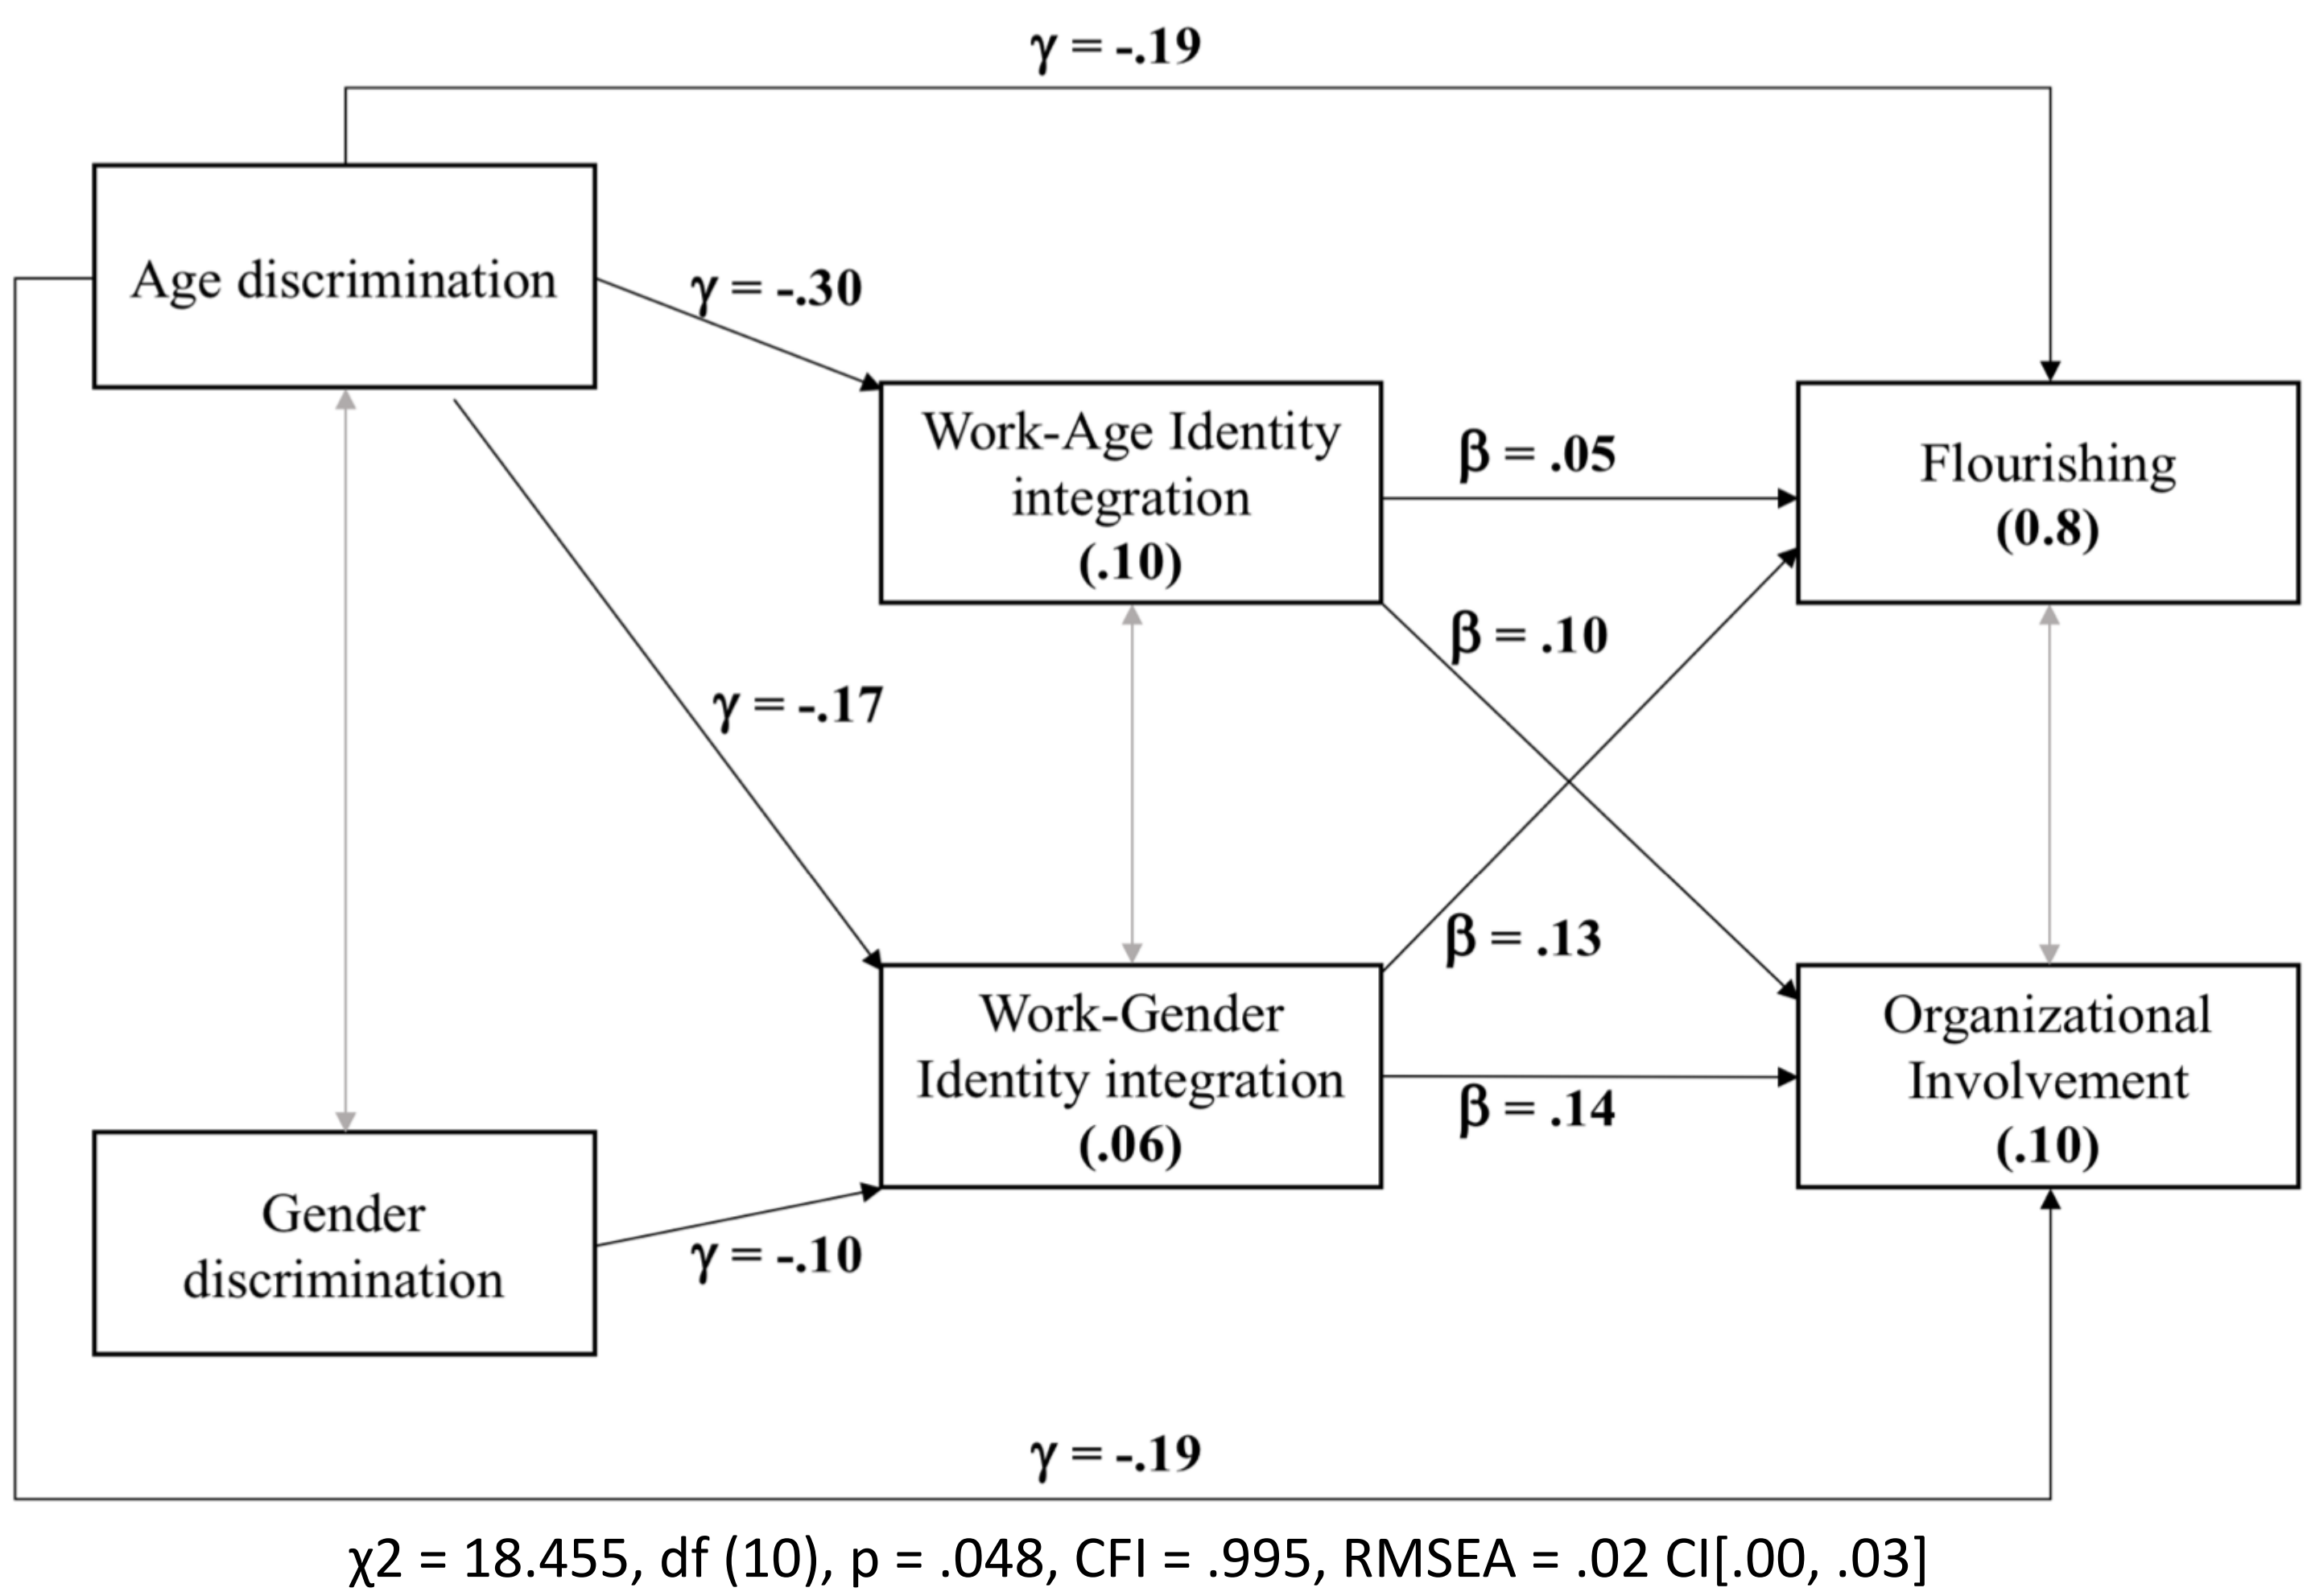 γ = -.19
Age discrimination
γ = -.30
Work-Age Identity
integration
(.10)
β = .05
Flourishing
(0.8)
β = .10
γ = -.17
β = .13
Work-Gender
Identity integration
(.06)
β = .14
Organizational
Involvement
(.10)
Gender
discrimination
γ = -.10
γ = -.19
χ2 = 18.455, df (10), p = .048, CFI = .995, RMSEA = .02 CI[.00, .03]